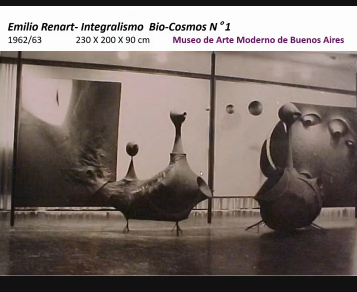 Emilio Renart- Integralismo Bio-Cosmos N°1
1962/63 230 X 200 X 90 cm Museo de Arte Moderno de Buenos Aires